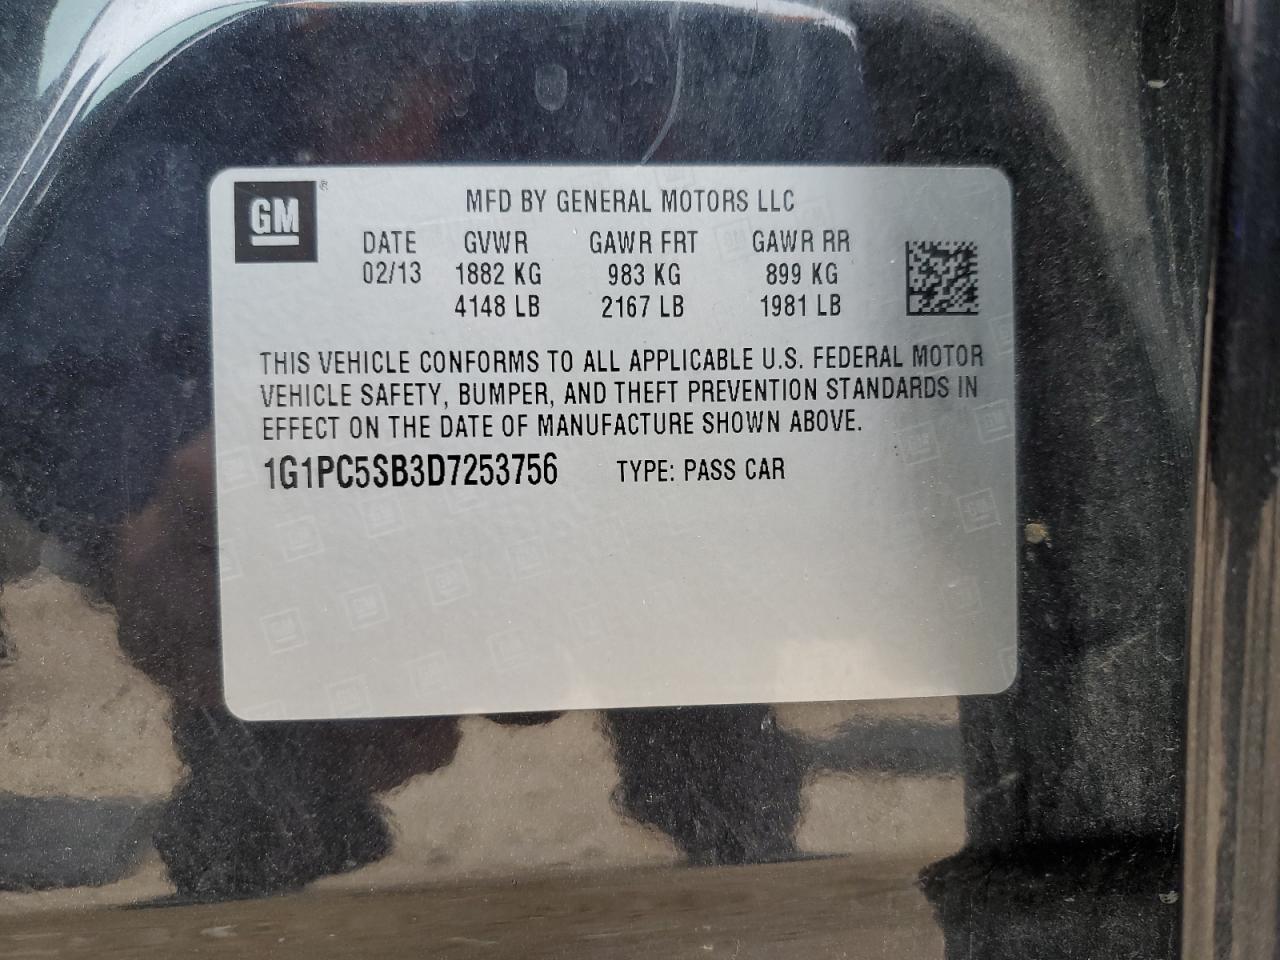 GM®
MFD BY GENERAL MOTORS LLC
DATE GVWR GAWR FRT GAWR RR
02/13 1882 KG 983 KG 899 KG
4148 LB 2167 LB 1981 LB
THIS VEHICLE CONFORMS TO ALL APPLICABLE U.S. FEDERAL MOTOR
VEHICLE SAFETY, BUMPER, AND THEFT PREVENTION STANDARDS IN
EFFECT ON THE DATE OF MANUFACTURE SHOWN ABOVE.
1G1PC5SB3D7253756 TYPE: PASS CAR